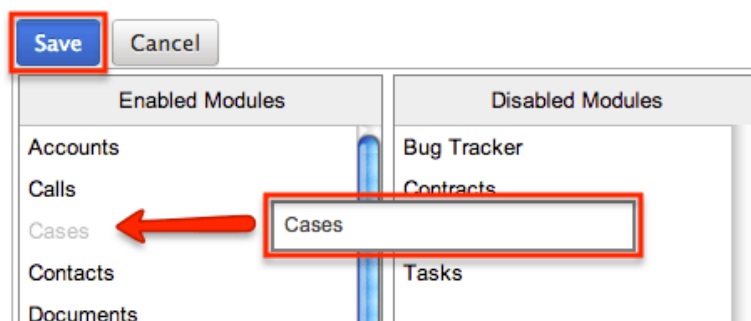 Save Cancel
Enabled Modules Disabled Modules
Accounts Bug Tracker
Calls Contracts
Cases Cases
Contacts Tasks
Documents